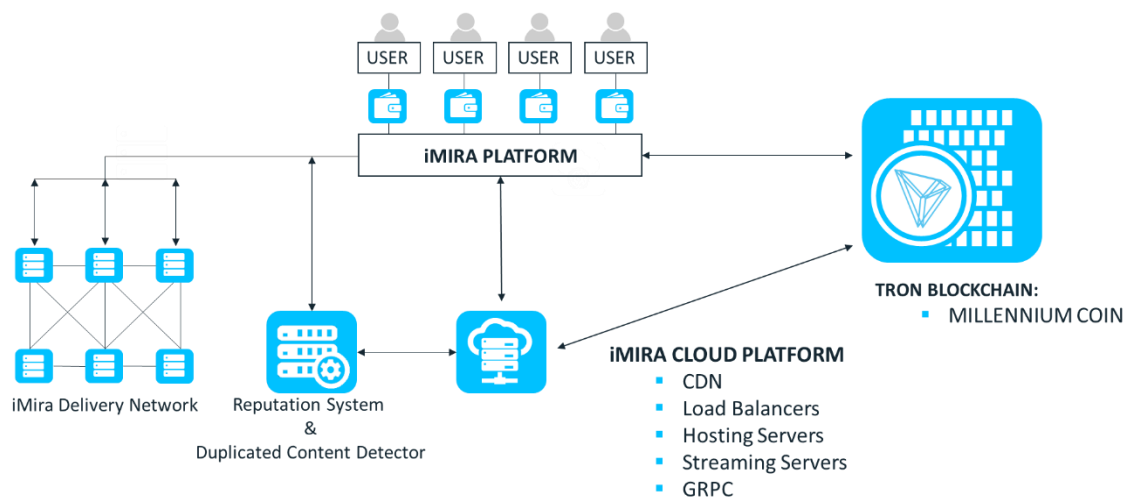 USER USER USER USER
iMIRA PLATFORM
TRON BLOCKCHAIN:
▪ MILLENNIUM COIN
iMIRA CLOUD PLATFORM
▪ CDN
▪ Load Balancers
▪ Hosting Servers
▪ Streaming Servers
▪ GRPC
iMira Delivery Network
Reputation System
&
Duplicated Content Detector